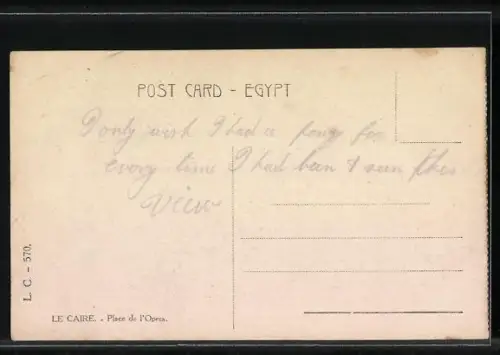 POST CARD - EGYPT
I only wish I had a pony for
every time I had been & seen this
view
L. C. - 570.
LE CAIRE. - Place de l'Opera.